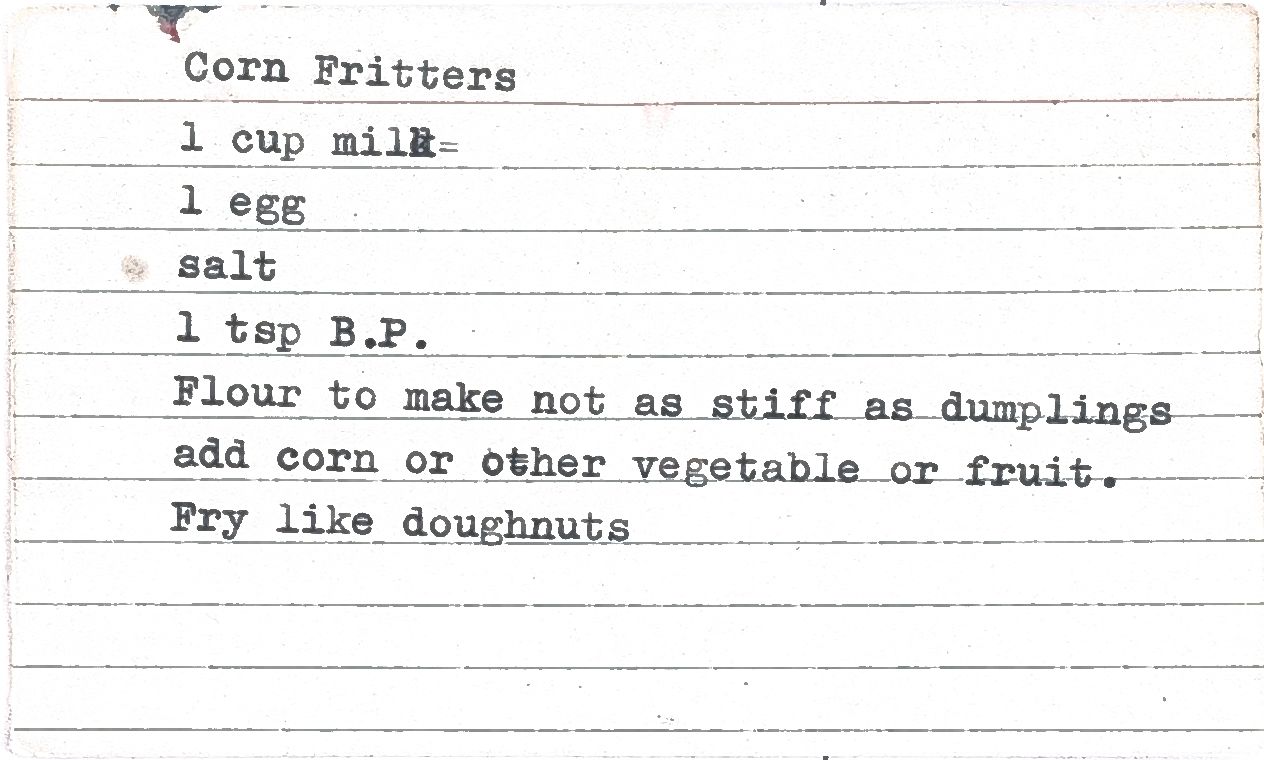 Corn Fritters
1 cup milk=
1 egg
salt
1 tsp B.P.
Flour to make not as stiff as dumplings
add corn or other vegetable or fruit.
Fry like doughnuts